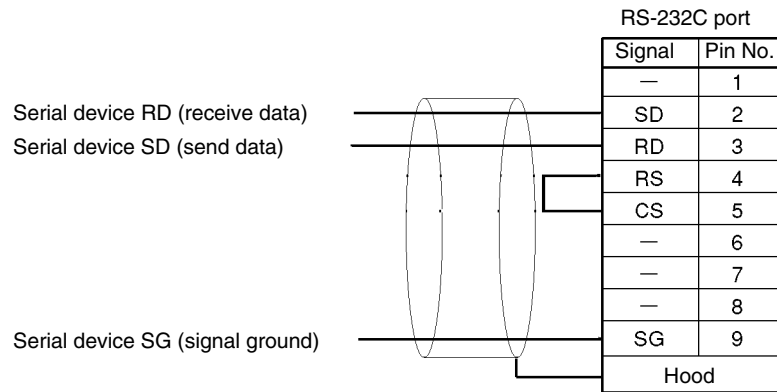 RS-232C port
Signal Pin No.
— 1
Serial device RD (receive data) SD 2
Serial device SD (send data) RD 3
RS 4
CS 5
— 6
— 7
— 8
Serial device SG (signal ground) SG 9
Hood